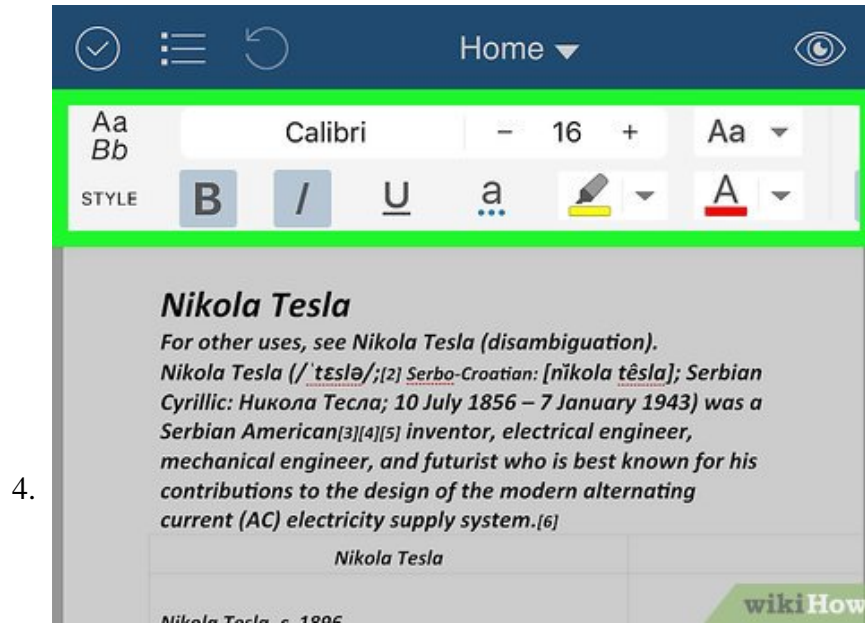 Home
Aa
Bb
Calibri - 16 + Aa
STYLE B I U a A
Nikola Tesla
For other uses, see Nikola Tesla (disambiguation).
Nikola Tesla (/ˈtɛslə/;[2] Serbo-Croatian: [nǐkola têsla]; Serbian
Cyrillic: Никола Тесла; 10 July 1856 – 7 January 1943) was a
Serbian American[3][4][5] inventor, electrical engineer,
mechanical engineer, and futurist who is best known for his
4.
contributions to the design of the modern alternating
current (AC) electricity supply system.[6]
Nikola Tesla
Nikola Tesla, c. 1896
wikiHow